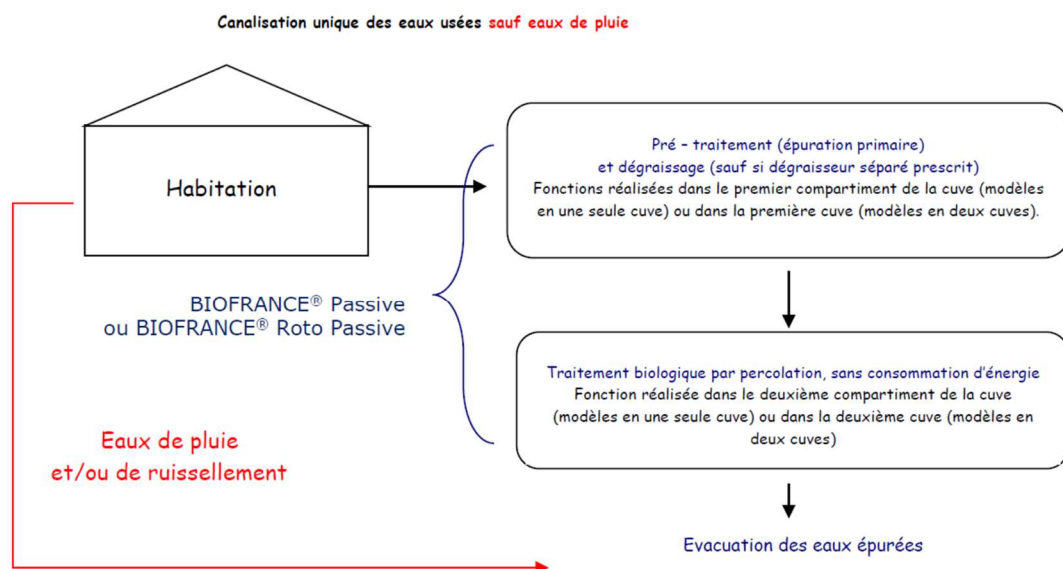 Canalisation unique des eaux usées sauf eaux de pluie
Habitation
Pré – traitement (épuration primaire)
et dégraissage (sauf si dégraisseur séparé prescrit)
Fonctions réalisées dans le premier compartiment de la cuve (modèles
en une seule cuve) ou dans la première cuve (modèles en deux cuves).
BIOFRANCE® Passive
ou BIOFRANCE® Roto Passive
Traitement biologique par percolation, sans consommation d'énergie
Fonction réalisée dans le deuxième compartiment de la cuve
(modèles en une seule cuve) ou dans la deuxième cuve (modèles en
deux cuves)
Eaux de pluie
et/ou de ruissellement
Evacuation des eaux épurées